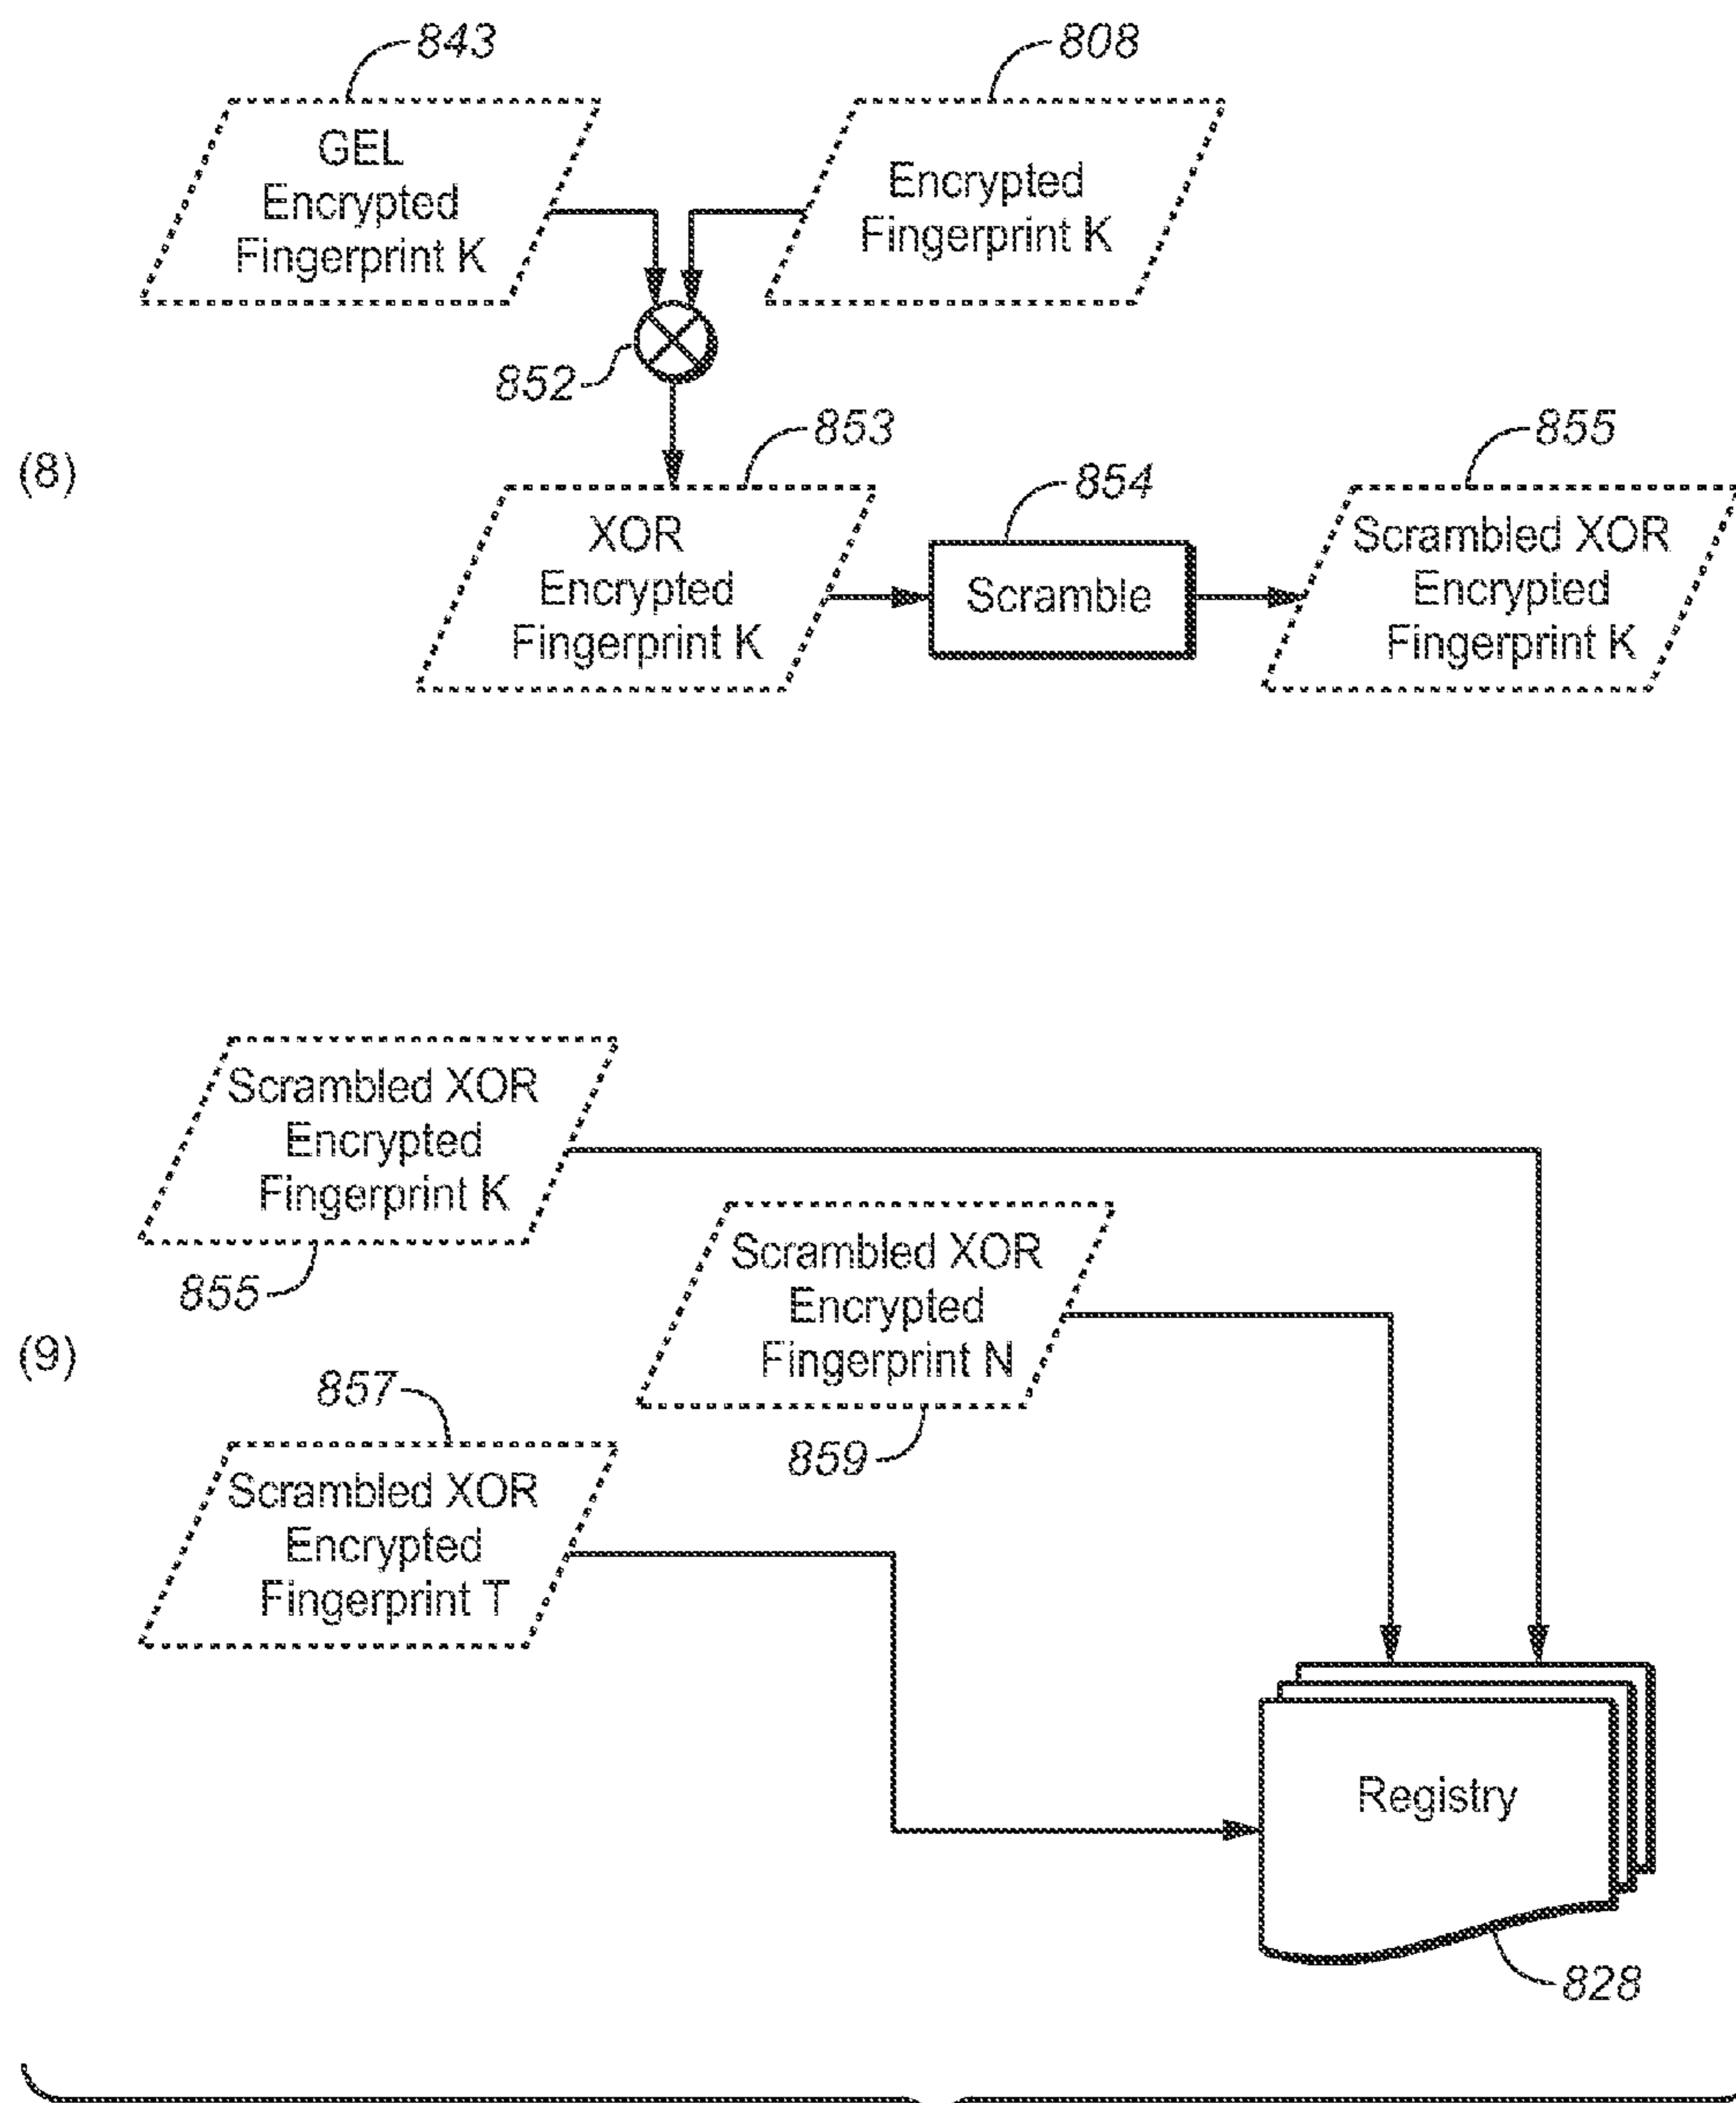 843
808
GEL
Encrypted
Fingerprint K
Encrypted
Fingerprint K
852
853
855
(8)
854
XOR
Encrypted
Fingerprint K
Scramble
Scrambled XOR
Encrypted
Fingerprint K
Scrambled XOR
Encrypted
Fingerprint K
855
Scrambled XOR
Encrypted
Fingerprint N
859
(9)
857
Scrambled XOR
Encrypted
Fingerprint T
Registry
828